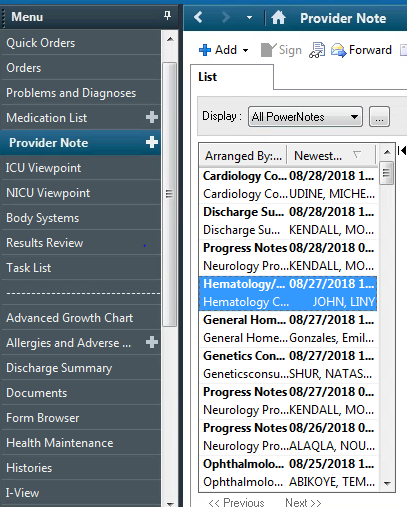 Menu
Quick Orders
Orders
Problems and Diagnoses
Medication List
Provider Note
ICU Viewpoint
NICU Viewpoint
Body Systems
Results Review
Task List
Advanced Growth Chart
Allergies and Adverse ...
Discharge Summary
Documents
Form Browser
Health Maintenance
Histories
I-View
Provider Note
Add Sign Forward
List
Display : All PowerNotes ...
Arranged By:... Newest...
Cardiology Co... 08/28/2018 1...
Cardiology Co...UDINE, MICHE...
Discharge Su... 08/28/2018 1...
Discharge Su... KENDALL, MO...
Progress Notes 08/28/2018 0...
Neurology Pro...KENDALL, MO...
Hematology/... 08/27/2018 1...
Hematology C... JOHN, LINY
General Hom... 08/27/2018 1...
General Home...Gonzales, Emil...
Genetics Con... 08/27/2018 1...
Geneticsconsu...SHUR, NATAS...
Progress Notes 08/27/2018 0...
Neurology Pro...KENDALL, MO...
Progress Notes 08/26/2018 0...
Neurology Pro...ALAQLA, NOU...
Ophthalmolo... 08/25/2018 1...
Ophthalmolo...ABIKOYE, TEM...
<< Previous Next >>